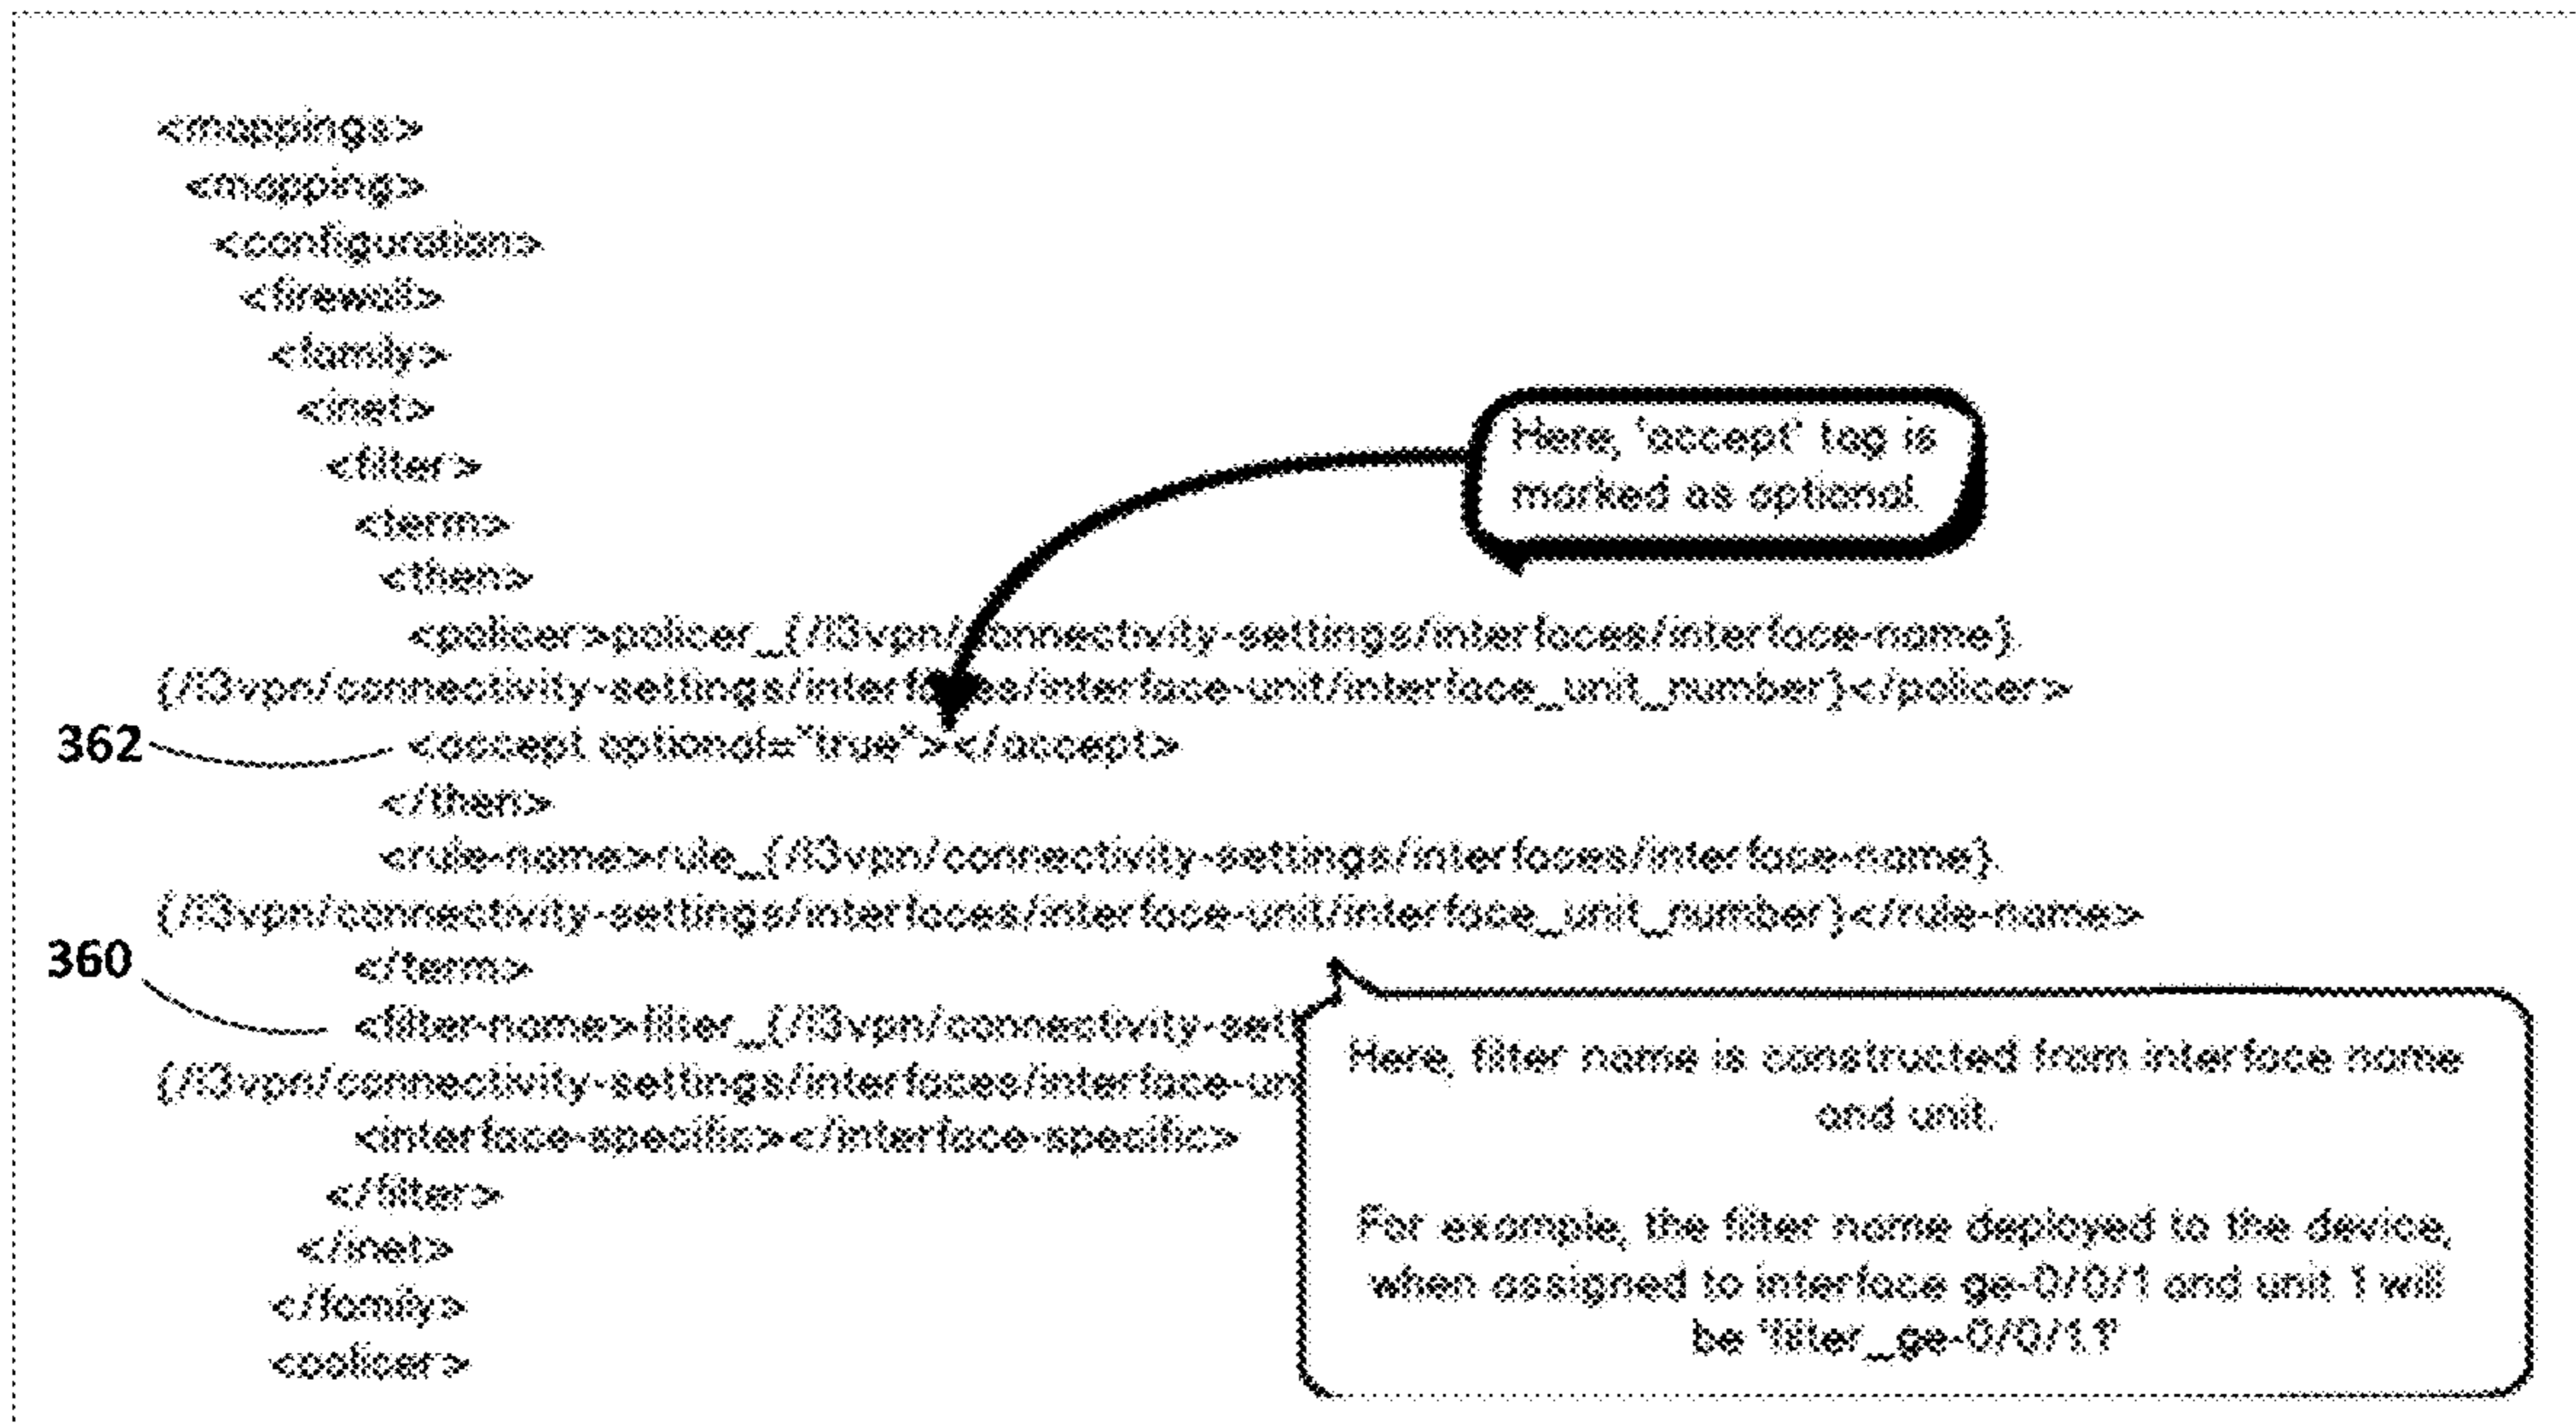 <mappings>
<mapping>
<configuration>
<firewall>
<family>
<inet>
<filter>
<term>
<then>
<policer>policer_{/l3vpn/connectivity-settings/interfaces/interface-name}.
{/l3vpn/connectivity-settings/interfaces/interface-unit/interface_unit_number}</policer>
362 <accept optional="true"></accept>
</then>
<rule-name>rule_{/l3vpn/connectivity-settings/interfaces/interface-name}.
{/l3vpn/connectivity-settings/interfaces/interface-unit/interface_unit_number}</rule-name>
</term>
360 <filter-name>filter_{/l3vpn/connectivity-sett
{/l3vpn/connectivity-settings/interfaces/interface-un
<interface-specific></interface-specific>
</filter>
</inet>
</family>
<policer>
Here, 'accept' tag is
marked as optional.
Here, filter name is constructed from interface name
and unit.
For example, the filter name deployed to the device,
when assigned to interface ge-0/0/1 and unit 1 will
be 'filter_ge-0/0/1.1'